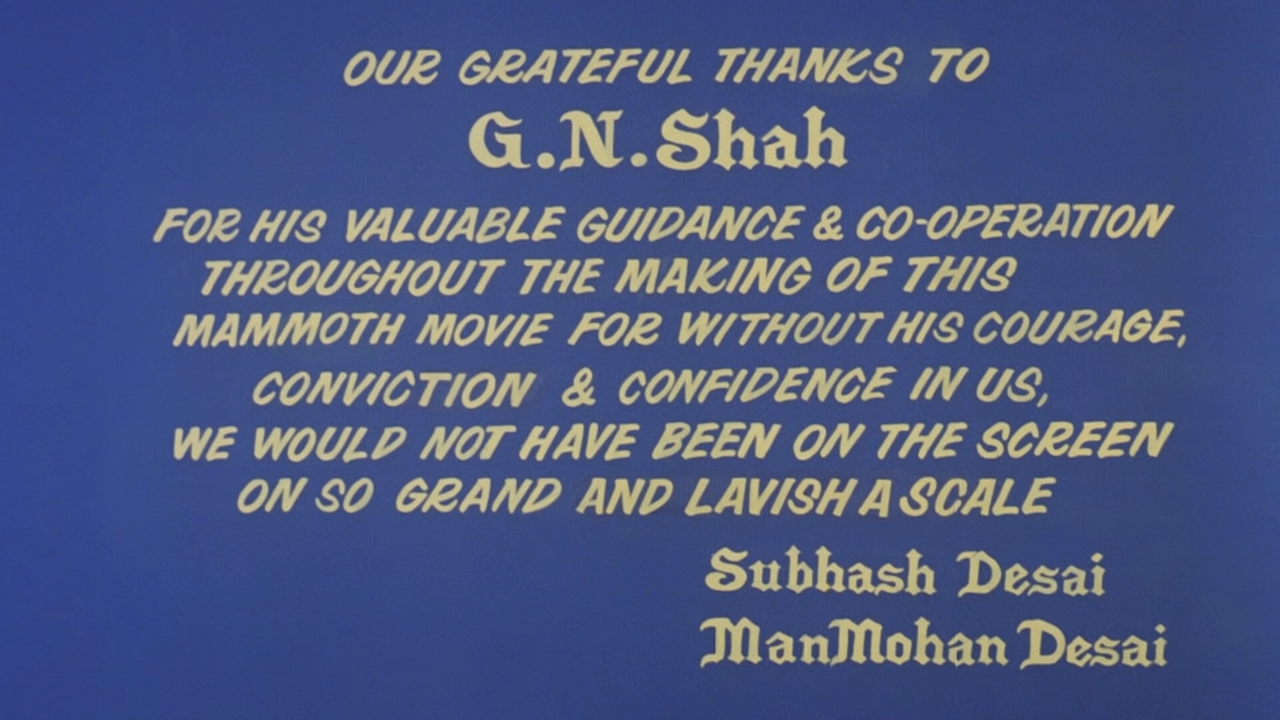 OUR GRATEFUL THANKS TO
G.N.Shah
FOR HIS VALUABLE GUIDANCE & CO-OPERATION
THROUGHOUT THE MAKING OF THIS
MAMMOTH MOVIE FOR WITHOUT HIS COURAGE,
CONVICTION & CONFIDENCE IN US,
WE WOULD NOT HAVE BEEN ON THE SCREEN
ON SO GRAND AND LAVISH A SCALE
Subhash Desai
ManMohan Desai